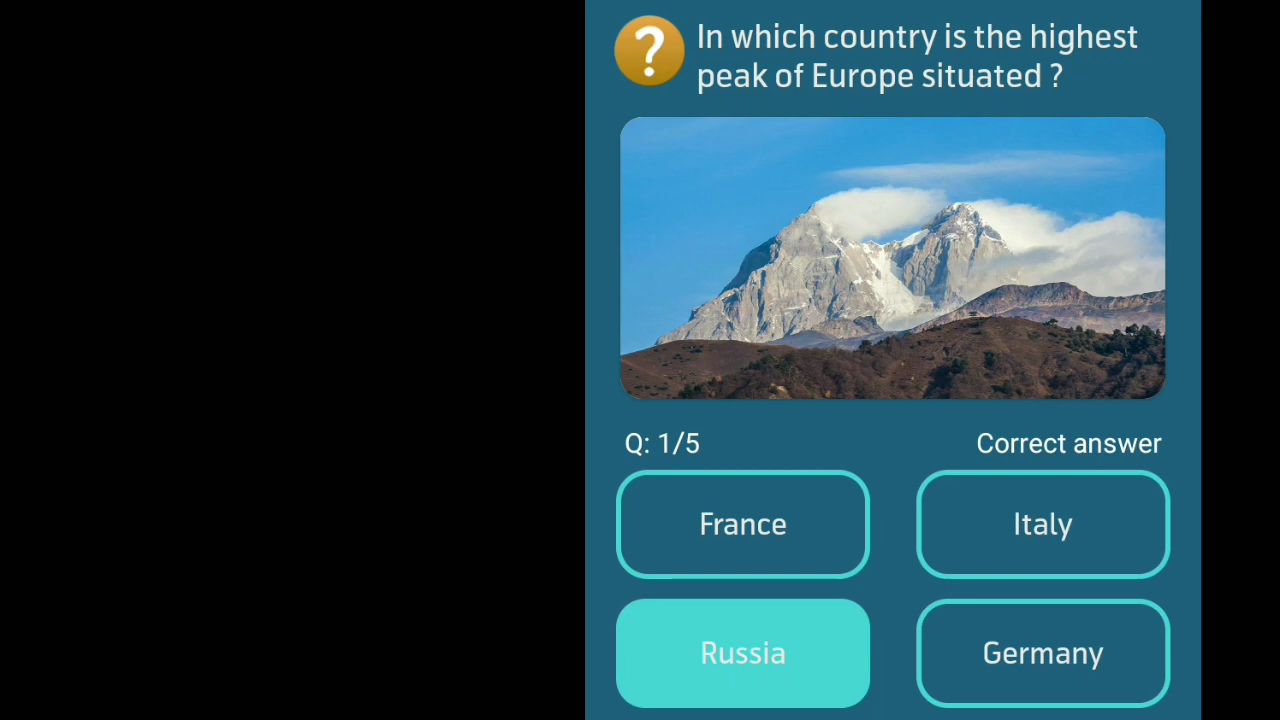 ?
In which country is the highest
peak of Europe situated ?
Q: 1/5
Correct answer
France
Italy
Russia
Germany